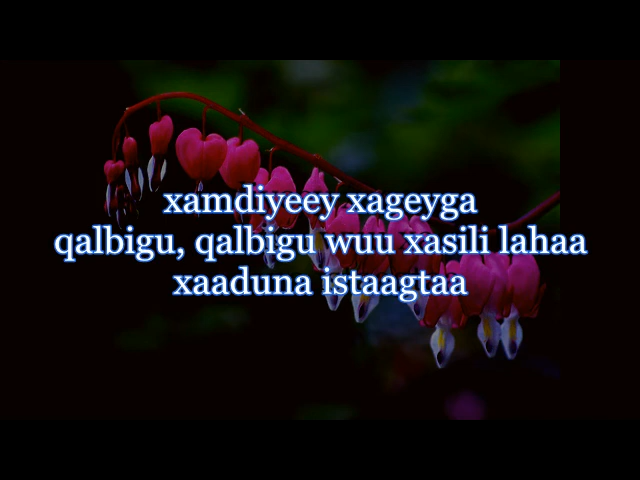 xamdiyeey xageyga
qalbigu, qalbigu wuu xasili lahaa
xaaduna istaagtaa